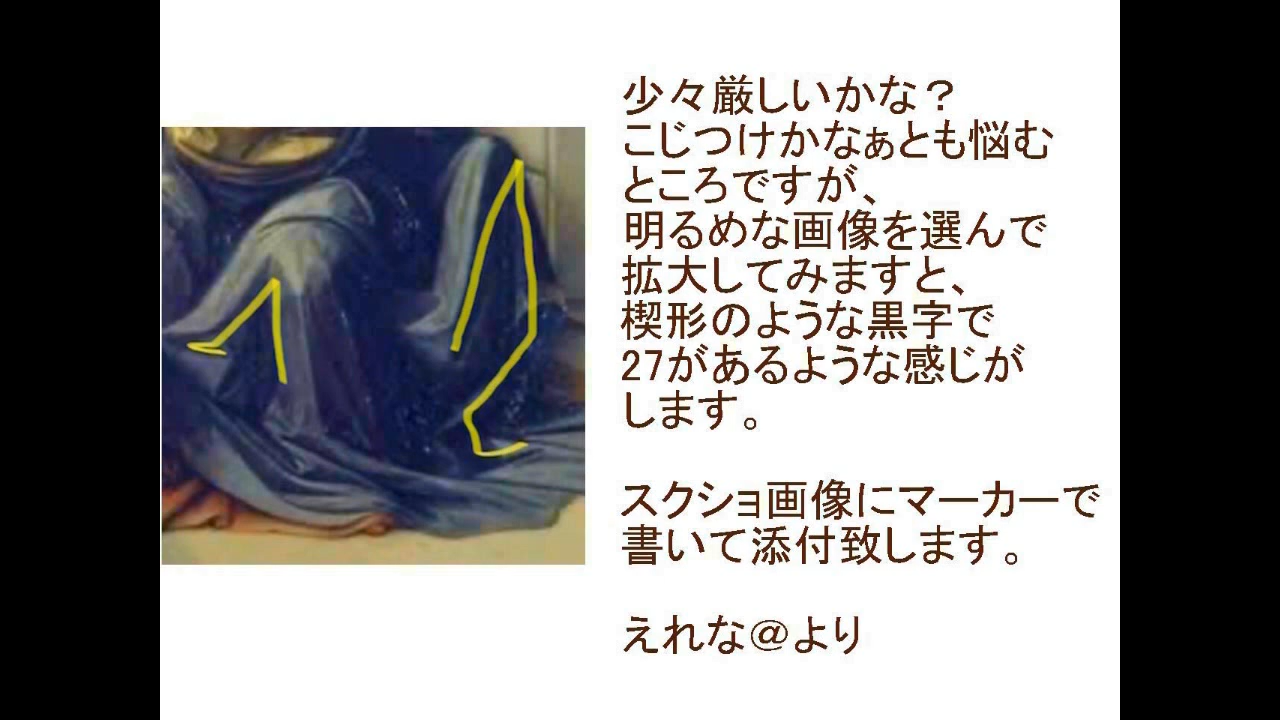 少々厳しいかな？
こじつけかなぁとも悩む
ところですが、
明るめな画像を選んで
拡大してみますと、
楔形のような黒字で
27があるような感じが
します。
スクショ画像にマーカーで
書いて添付致します。
えれな＠より